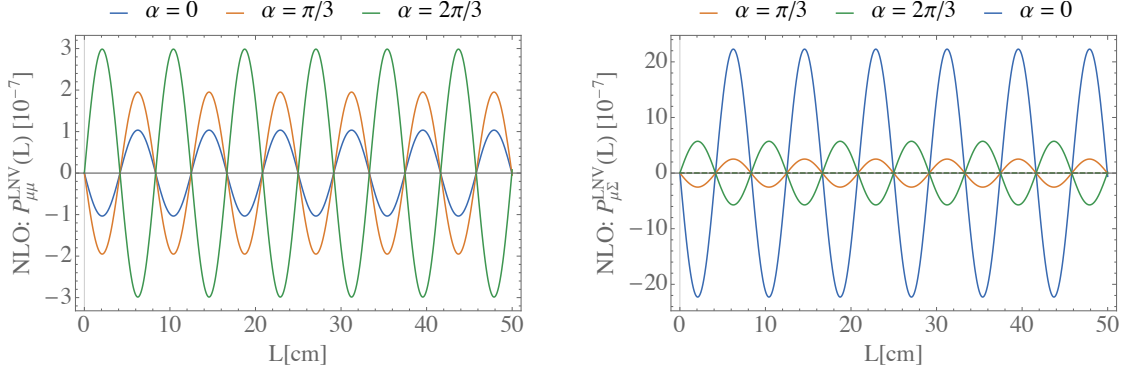 α = 0 α = π/3 α = 2π/3
NLO: P_{μμ}^{LNV}(L) [10^{-7}]
3
2
1
0
−1
−2
−3
0 10 20 30 40 50
L[cm]
α = π/3 α = 2π/3 α = 0
NLO: P_{μΣ}^{LNV}(L) [10^{-7}]
20
10
0
−10
−20
0 10 20 30 40 50
L[cm]